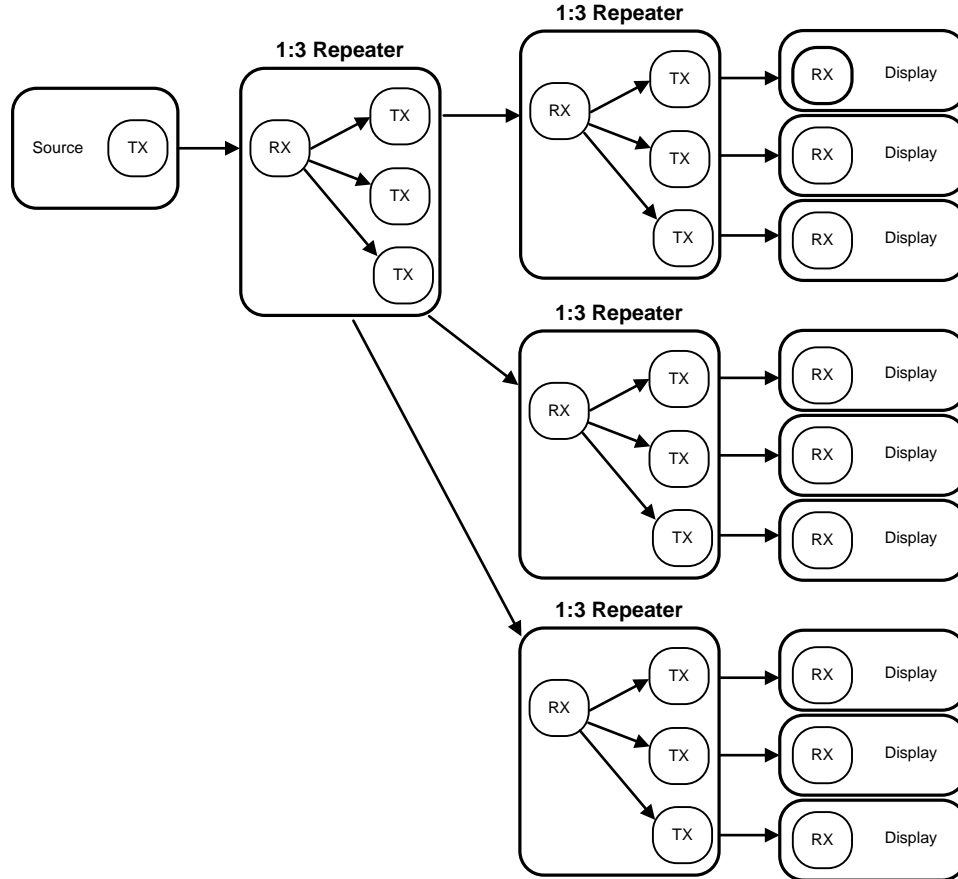 1:3 Repeater
1:3 Repeater
Source
TX
RX
TX
TX
TX
RX
TX
TX
TX
RX
Display
RX
Display
RX
Display
1:3 Repeater
RX
TX
TX
TX
RX
Display
RX
Display
RX
Display
1:3 Repeater
RX
TX
TX
TX
RX
Display
RX
Display
RX
Display